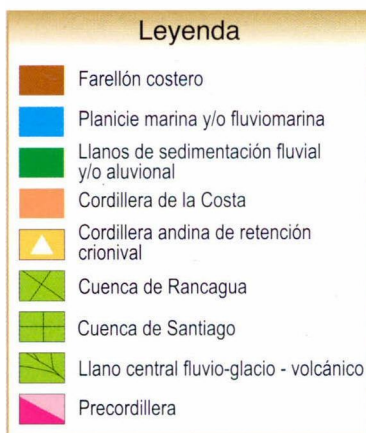 Leyenda
Farellón costero
Planicie marina y/o fluviomarina
Llanos de sedimentación fluvial
y/o aluvional
Cordillera de la Costa
Cordillera andina de retención
crionival
Cuenca de Rancagua
Cuenca de Santiago
Llano central fluvio-glacio - volcánico
Precordillera